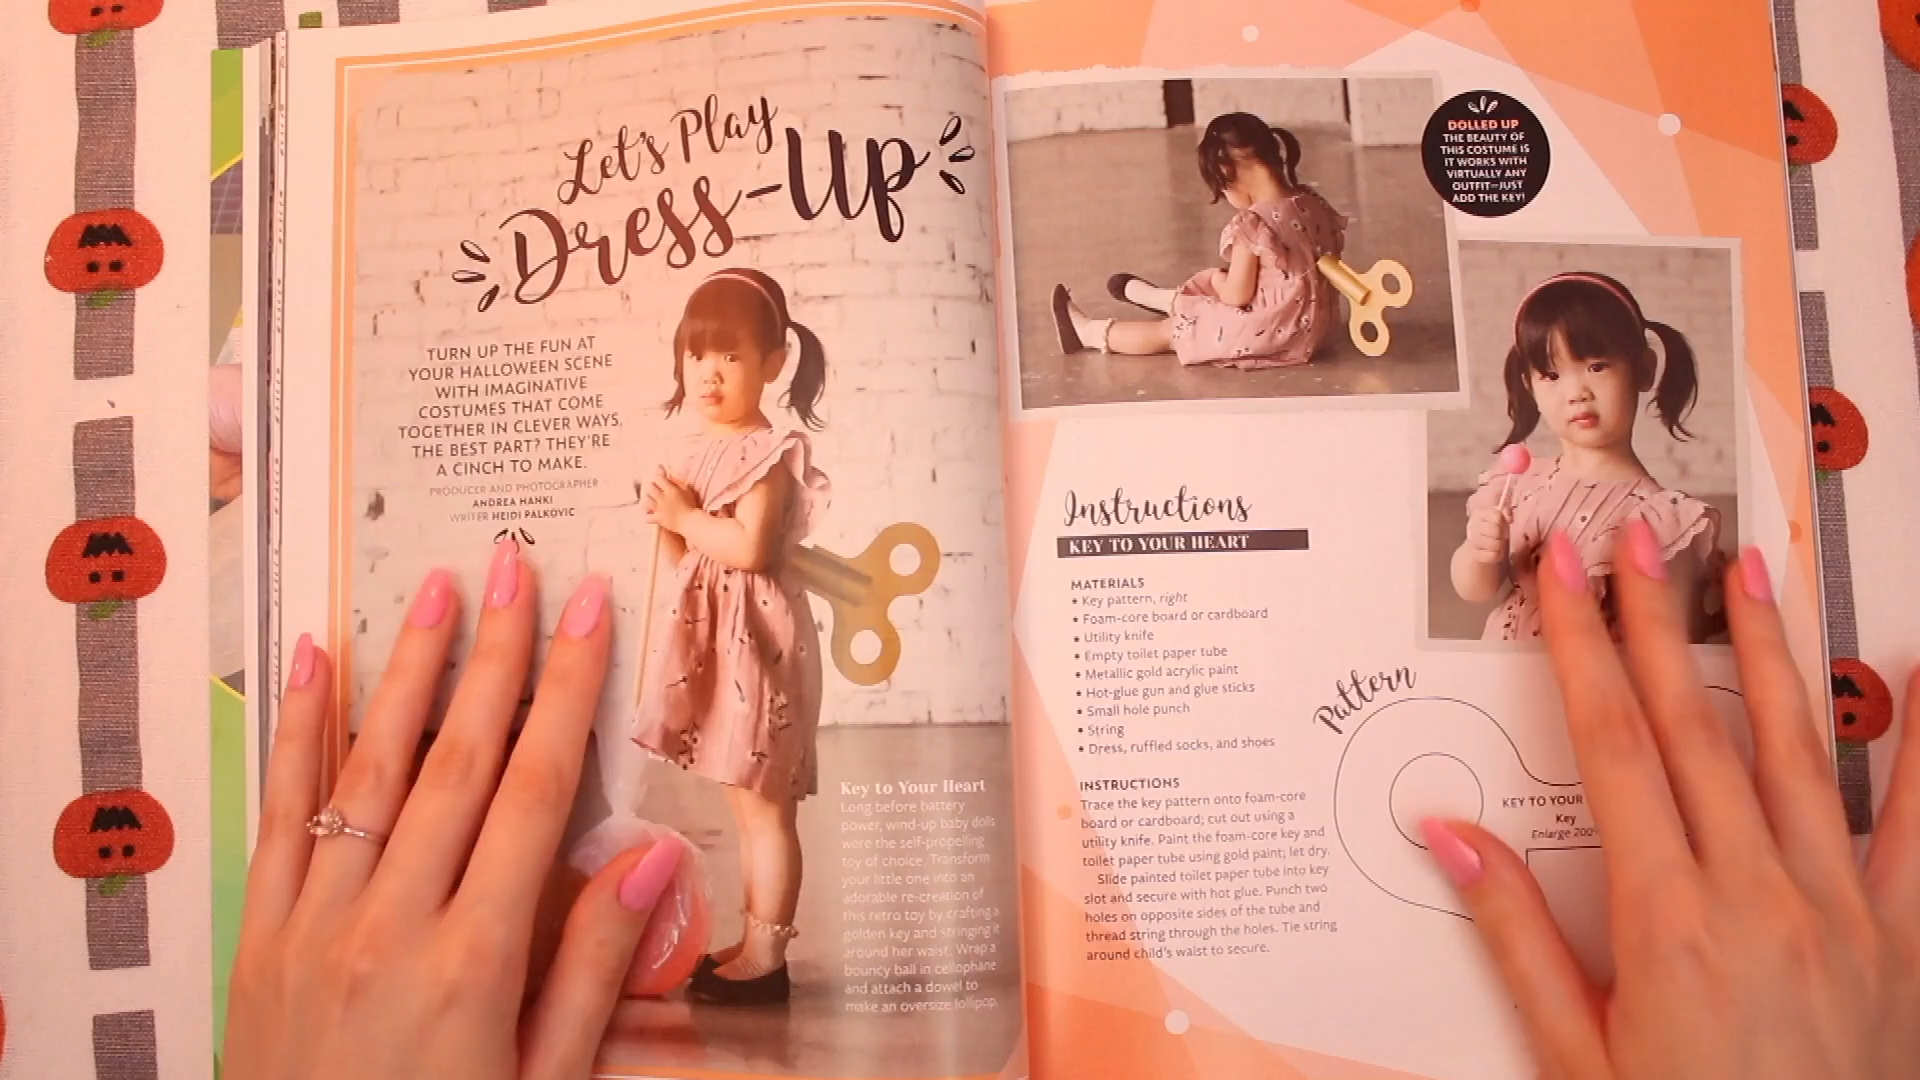 Let's Play
Dress-Up
TURN UP THE FUN AT
YOUR HALLOWEEN SCENE
WITH IMAGINATIVE
COSTUMES THAT COME
TOGETHER IN CLEVER WAYS.
THE BEST PART? THEY'RE
A CINCH TO MAKE.
PRODUCER AND PHOTOGRAPHER
ANDREA HANKI
WRITER HEIDI PALKOVIC
Key to Your Heart
Long before battery
power, wind-up baby dolls
were the self-propelling
toy of choice. Transform
your little one into an
adorable re-creation of
this retro toy by crafting a
golden key and stringing it
around her waist. Wrap a
bouncy ball in cellophane
and attach a dowel to
make an oversize lollipop.
DOLLED UP
THE BEAUTY OF
THIS COSTUME IS
IT WORKS WITH
VIRTUALLY ANY
OUTFIT—JUST
ADD THE KEY!
Instructions
KEY TO YOUR HEART
MATERIALS
• Key pattern, right
• Foam-core board or cardboard
• Utility knife
• Empty toilet paper tube
• Metallic gold acrylic paint
• Hot-glue gun and glue sticks
• Small hole punch
• String
• Dress, ruffled socks, and shoes
INSTRUCTIONS
Trace the key pattern onto foam-core
board or cardboard; cut out using a
utility knife. Paint the foam-core key and
toilet paper tube using gold paint; let dry.
Slide painted toilet paper tube into key
slot and secure with hot glue. Punch two
holes on opposite sides of the tube and
thread string through the holes. Tie string
around child's waist to secure.
Pattern
KEY TO YOUR
Key
Enlarge 200